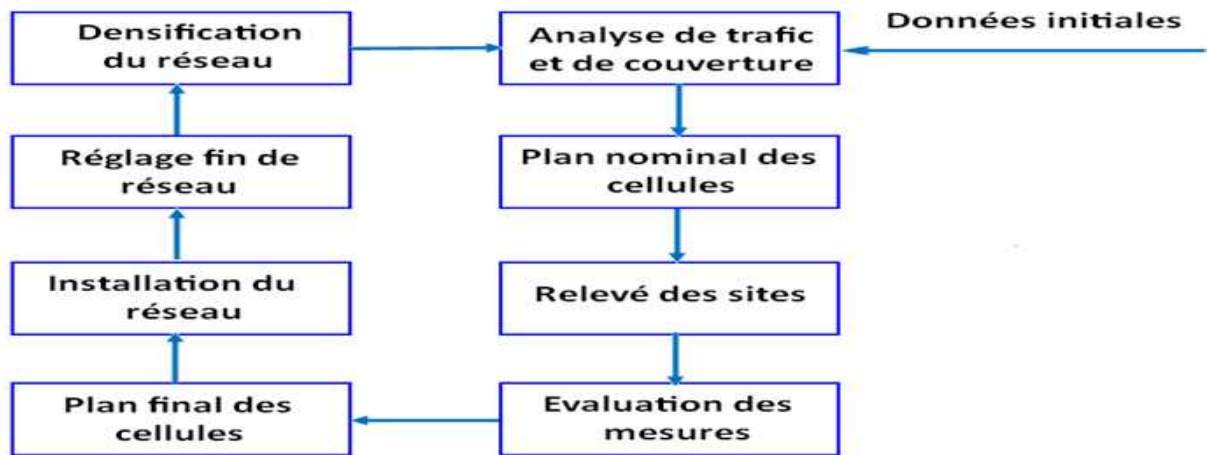 Densification
du réseau
Analyse de trafic
et de couverture
Données initiales
Réglage fin de
réseau
Plan nominal des
cellules
Installation du
réseau
Relevé des sites
Plan final des
cellules
Evaluation des
mesures